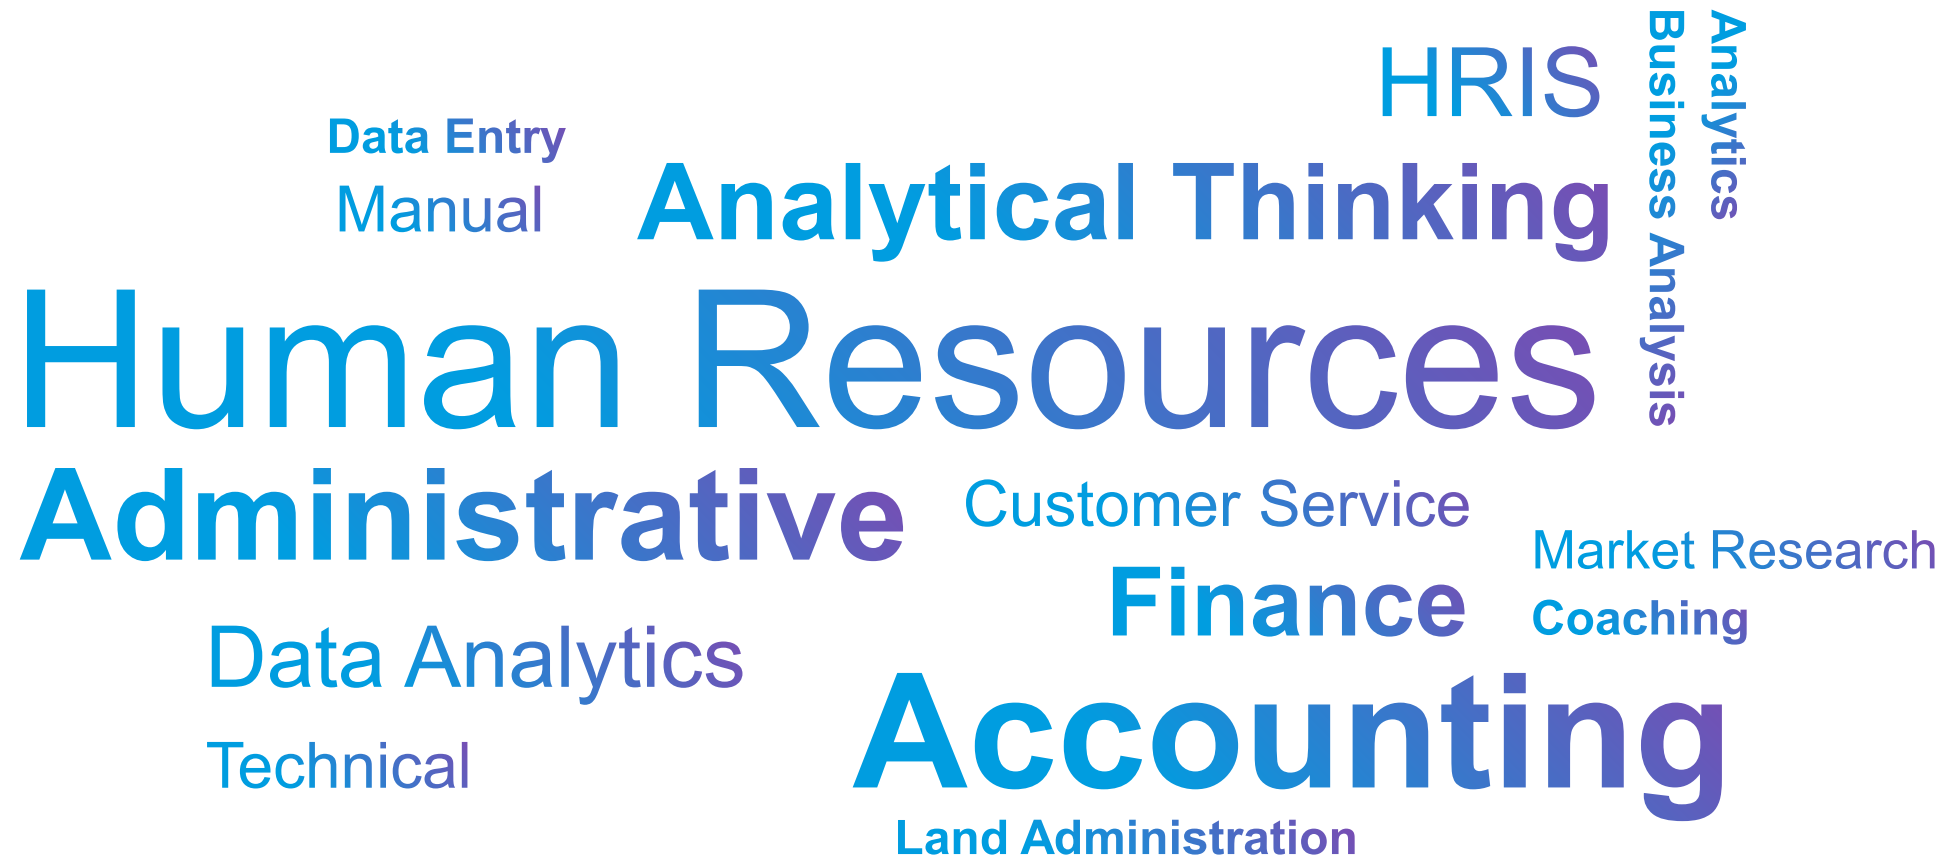 HRIS
Analytics
Business Analysis
Data Entry
Analytical Thinking
Manual
Human Resources
Administrative
Customer Service
Market Research
Finance
Coaching
Data Analytics
Accounting
Technical
Land Administration